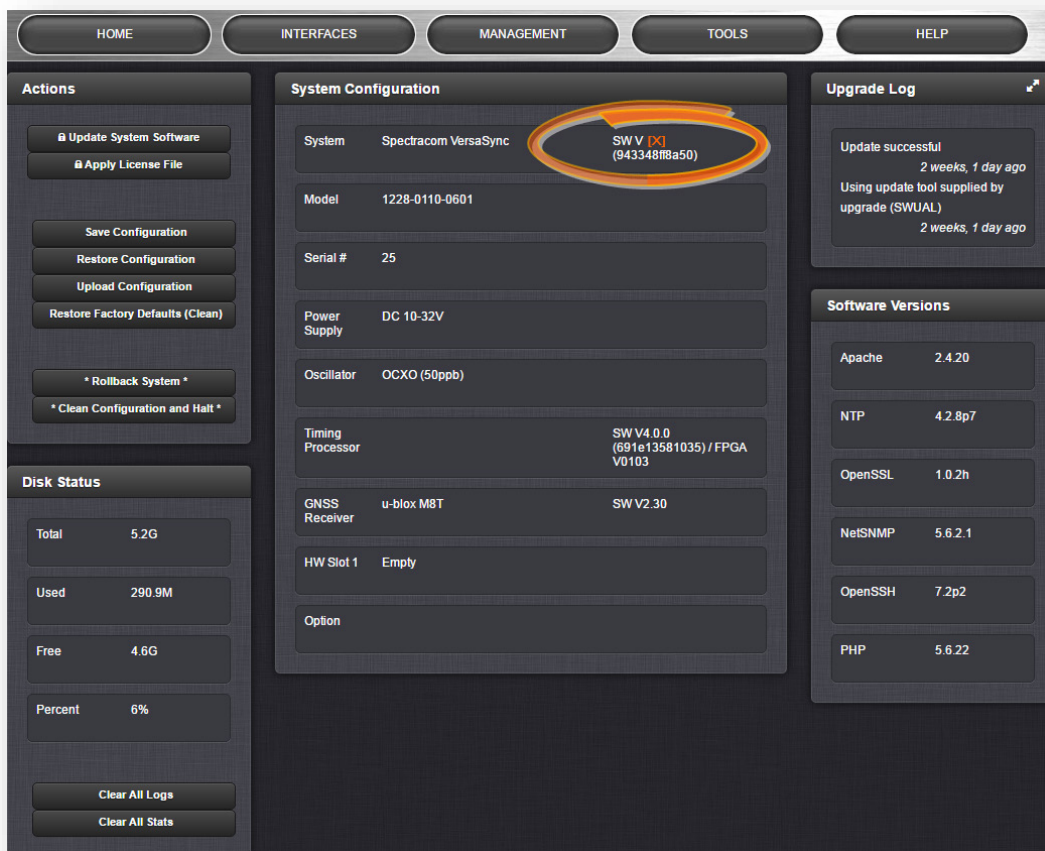 HOME
INTERFACES
MANAGEMENT
TOOLS
HELP
Actions
Update System Software
Apply License File
Save Configuration
Restore Configuration
Upload Configuration
Restore Factory Defaults (Clean)
* Rollback System *
* Clean Configuration and Halt *
Disk Status
Total 5.2G
Used 290.9M
Free 4.6G
Percent 6%
Clear All Logs
Clear All Stats
System Configuration
System Spectracom VersaSync SW V [X]
(943348ff8a50)
Model 1228-0110-0601
Serial # 25
Power DC 10-32V
Supply
Oscillator OCXO (50ppb)
Timing SW V4.0.0
Processor (691e13581035) / FPGA
V0103
GNSS u-blox M8T SW V2.30
Receiver
HW Slot 1 Empty
Option
Upgrade Log
Update successful
2 weeks, 1 day ago
Using update tool supplied by
upgrade (SWUAL)
2 weeks, 1 day ago
Software Versions
Apache 2.4.20
NTP 4.2.8p7
OpenSSL 1.0.2h
NetSNMP 5.6.2.1
OpenSSH 7.2p2
PHP 5.6.22